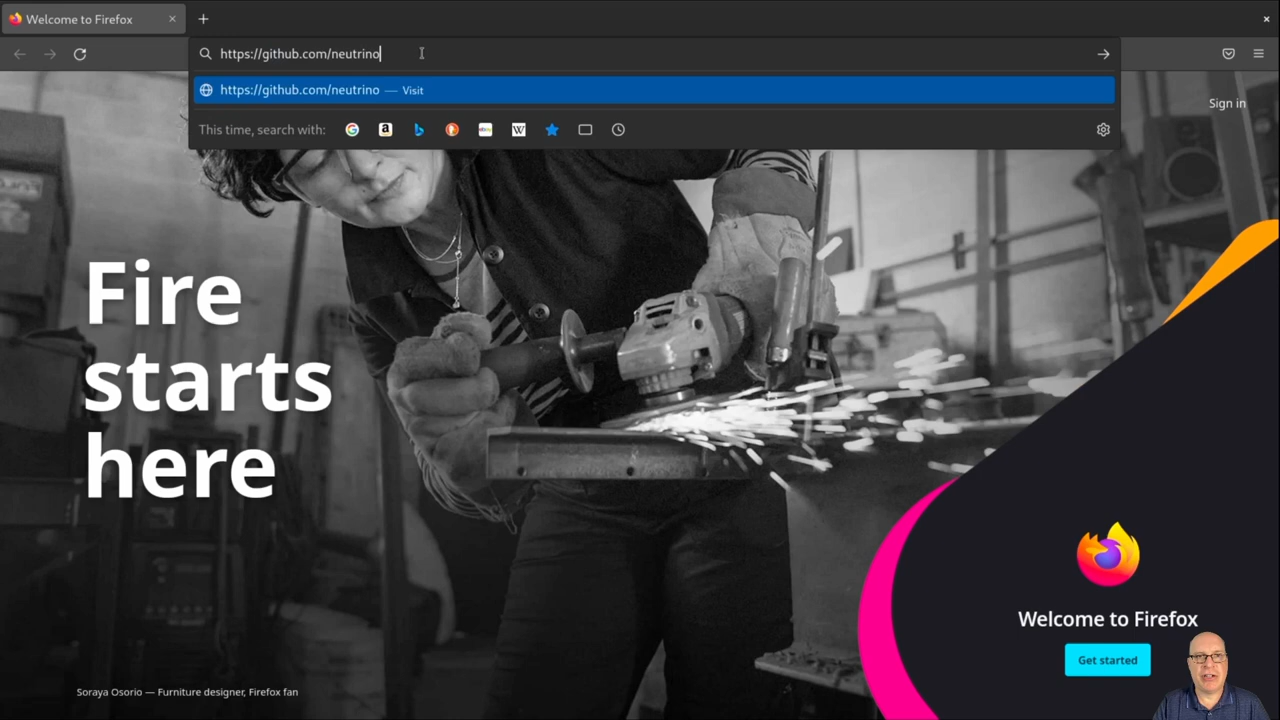 Welcome to Firefox
https://github.com/neutrino
https://github.com/neutrino — Visit
This time, search with:
Sign in
Fire
starts
here
Welcome to Firefox
Get started
Soraya Osorio — Furniture designer, Firefox fan